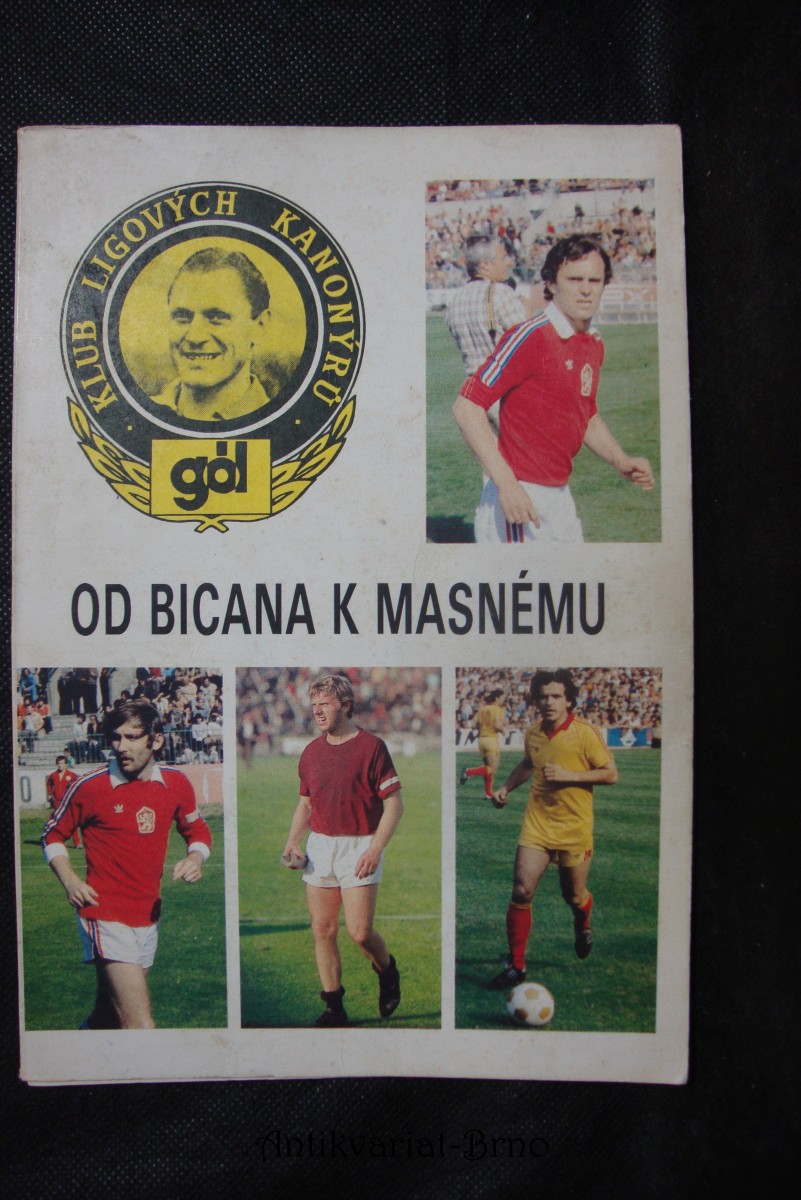 · KLUB LIGOVÝCH KANONÝRŮ ·
gól
OD BICANA K MASNÉMU
Antikvariat-Brno